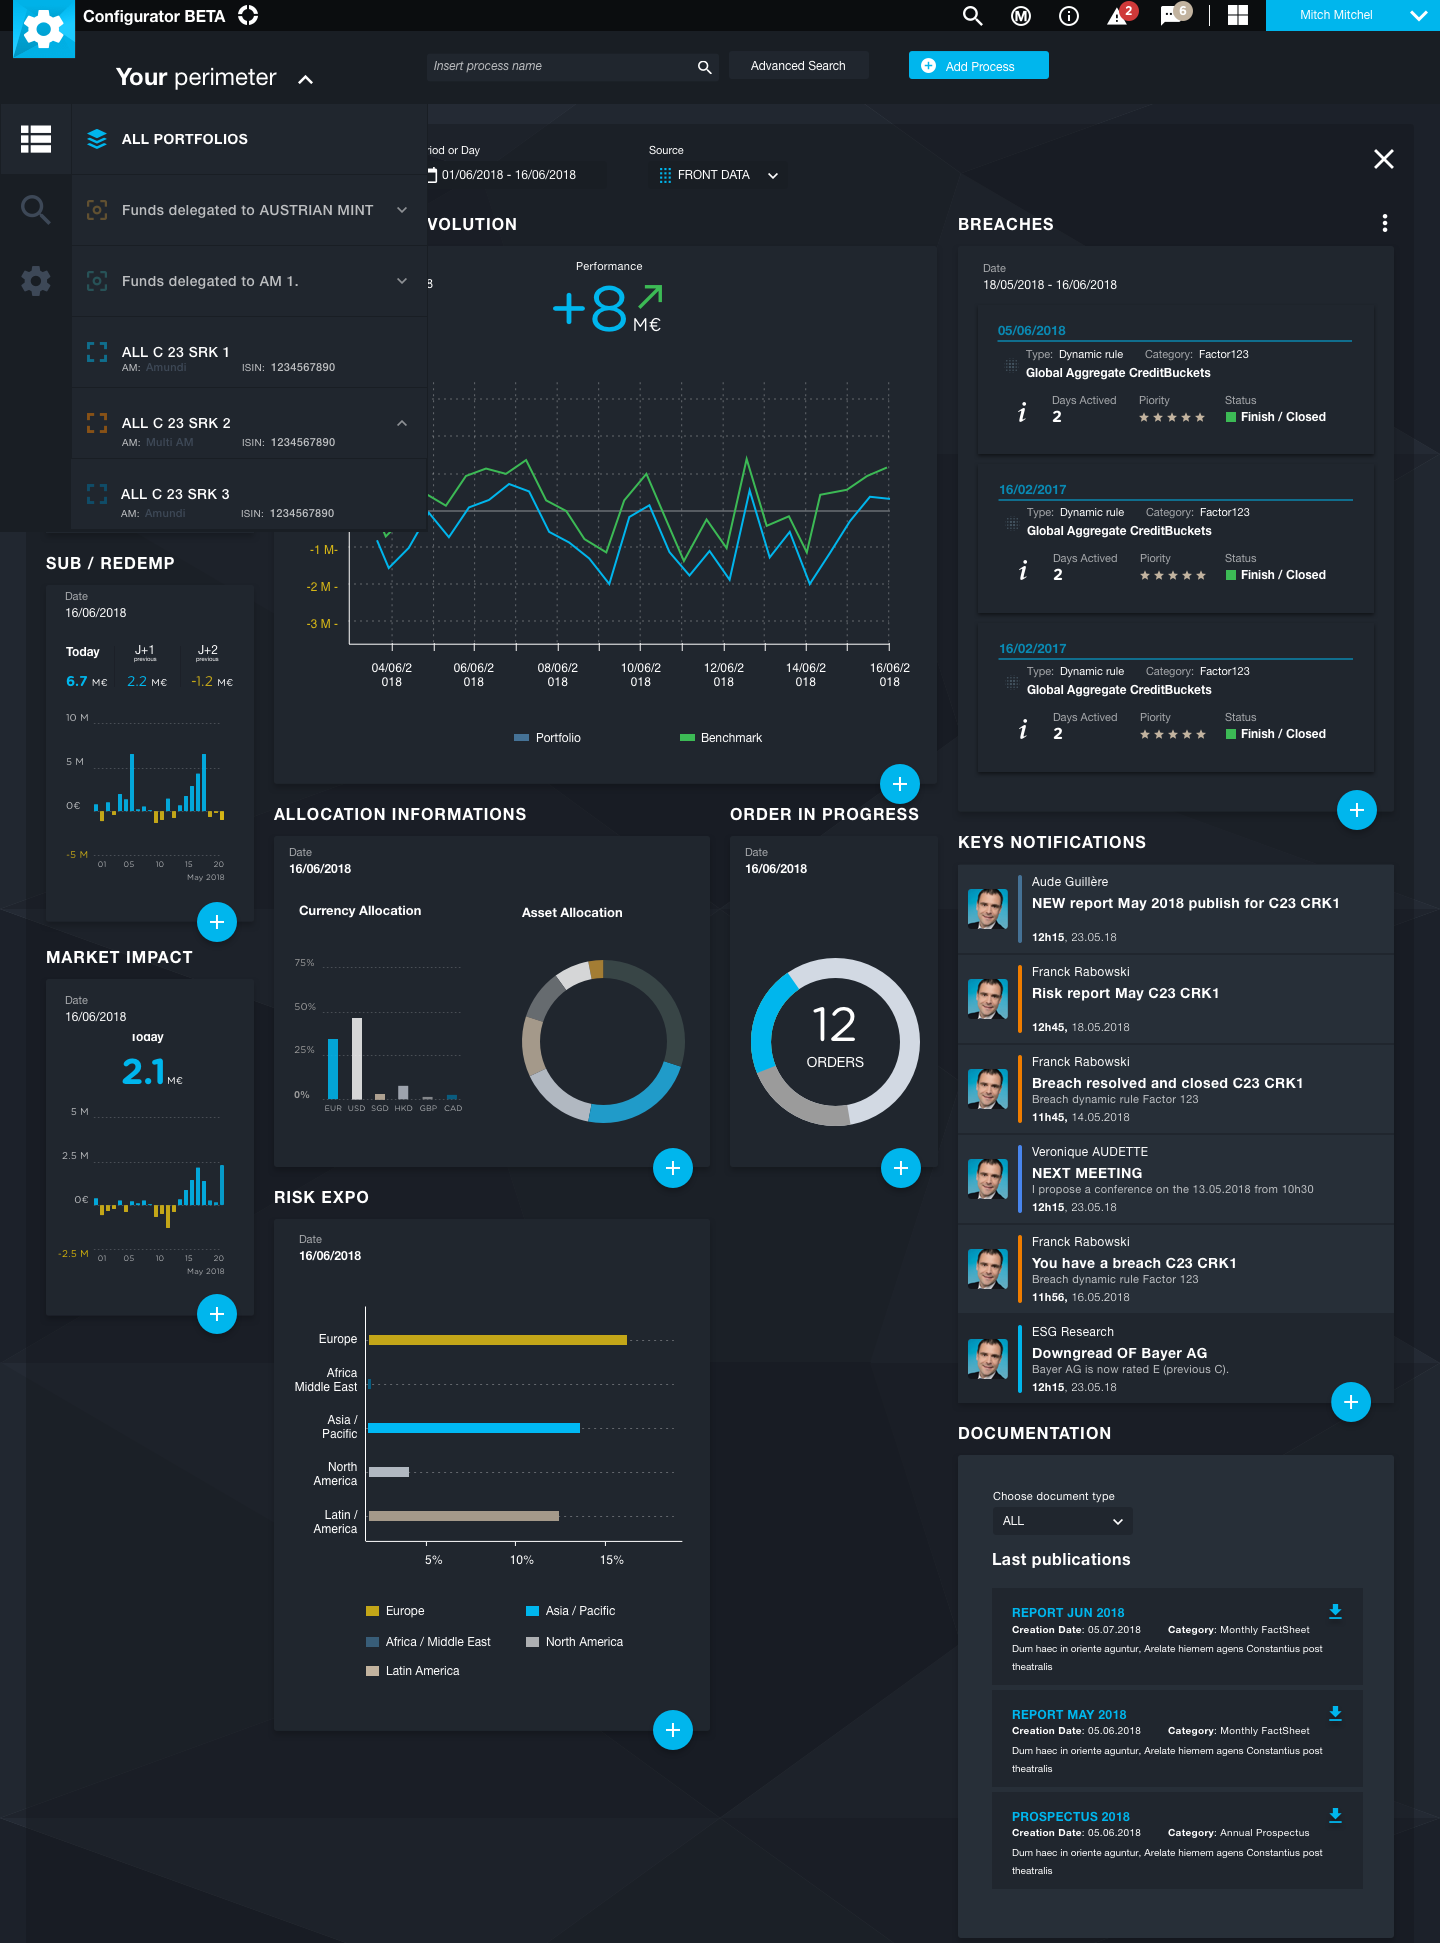 Configurator BETA
M
2
6
Mitch Mitchel
Your perimeter
Insert process name
Advanced Search
Add Process
ALL PORTFOLIOS
Funds delegated to AUSTRIAN MINT
Funds delegated to AM 1.
ALL C 23 SRK 1
AM: Amundi ISIN: 1234567890
ALL C 23 SRK 2
AM: Multi AM ISIN: 1234567890
ALL C 23 SRK 3
AM: Amundi ISIN: 1234567890
riod or Day
01/06/2018 - 16/06/2018
Source
FRONT DATA
VOLUTION
8
Performance
+8 M€
-1 M-
-2 M -
-3 M -
04/06/2 06/06/2 08/06/2 10/06/2 12/06/2 14/06/2 16/06/2
018 018 018 018 018 018 018
Portfolio
Benchmark
BREACHES
Date
18/05/2018 - 16/06/2018
05/06/2018
Type: Dynamic rule Category: Factor123
Global Aggregate CreditBuckets
i
Days Actived Piority Status
2 Finish / Closed
16/02/2017
Type: Dynamic rule Category: Factor123
Global Aggregate CreditBuckets
i
Days Actived Piority Status
2 Finish / Closed
16/02/2017
Type: Dynamic rule Category: Factor123
Global Aggregate CreditBuckets
i
Days Actived Piority Status
2 Finish / Closed
SUB / REDEMP
Date
16/06/2018
Today J+1 J+2
previous previous
6.7 M€ 2.2 M€ -1.2 M€
10 M
5 M
0€
-5 M
01 05 10 15 20
May 2018
MARKET IMPACT
Date
16/06/2018
Today
2.1 M€
5 M
2.5 M
0€
-2.5 M
01 05 10 15 20
May 2018
ALLOCATION INFORMATIONS
Date
16/06/2018
Currency Allocation
Asset Allocation
75%
50%
25%
0%
EUR USD SGD HKD GBP CAD
ORDER IN PROGRESS
Date
16/06/2018
12
ORDERS
RISK EXPO
Date
16/06/2018
Europe
Africa
Middle East
Asia /
Pacific
North
America
Latin /
America
5% 10% 15%
Europe
Asia / Pacific
Africa / Middle East
North America
Latin America
KEYS NOTIFICATIONS
Aude Guillère
NEW report May 2018 publish for C23 CRK1
12h15, 23.05.18
Franck Rabowski
Risk report May C23 CRK1
12h45, 18.05.2018
Franck Rabowski
Breach resolved and closed C23 CRK1
Breach dynamic rule Factor 123
11h45, 14.05.2018
Veronique AUDETTE
NEXT MEETING
I propose a conference on the 13.05.2018 from 10h30
12h15, 23.05.18
Franck Rabowski
You have a breach C23 CRK1
Breach dynamic rule Factor 123
11h56, 16.05.2018
ESG Research
Downgread OF Bayer AG
Bayer AG is now rated E (previous C).
12h15, 23.05.18
DOCUMENTATION
Choose document type
ALL
Last publications
REPORT JUN 2018
Creation Date: 05.07.2018 Category: Monthly FactSheet
Dum haec in oriente aguntur, Arelate hiemem agens Constantius post
theatralis
REPORT MAY 2018
Creation Date: 05.06.2018 Category: Monthly FactSheet
Dum haec in oriente aguntur, Arelate hiemem agens Constantius post
theatralis
PROSPECTUS 2018
Creation Date: 05.06.2018 Category: Annual Prospectus
Dum haec in oriente aguntur, Arelate hiemem agens Constantius post
theatralis